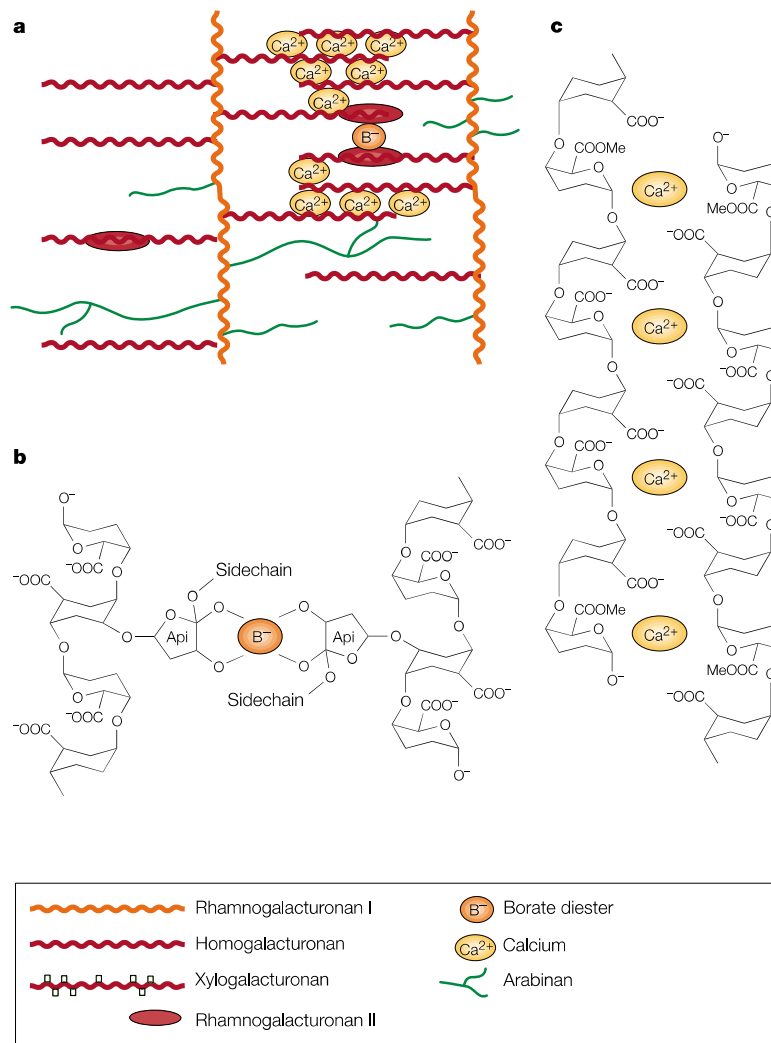 a
Ca²⁺ Ca²⁺ Ca²⁺
Ca²⁺ Ca²⁺
Ca²⁺
B⁻
Ca²⁺
Ca²⁺ Ca²⁺ Ca²⁺
b
O⁻
O
⁻OOC
O
⁻OOC
O
O
O
⁻OOC
O
⁻OOC
O
Sidechain
O
Api
O
O
B⁻
O
O
O
Api
O
Sidechain
O
COO⁻
O
COO⁻
O
O
O
COO⁻
O
COO⁻
O
O⁻
c
COO⁻
O
COOMe
O
O
COO⁻
O
COO⁻
O
O
COO⁻
O
COO⁻
O
O
COO⁻
O
COOMe
O
O⁻
Ca²⁺
Ca²⁺
Ca²⁺
Ca²⁺
O⁻
O
MeOOC
O
⁻OOC
O
O
⁻OOC
O
⁻OOC
O
O
⁻OOC
O
⁻OOC
O
O
MeOOC
O
⁻OOC
Rhamnogalacturonan I
Homogalacturonan
Xylogalacturonan
Rhamnogalacturonan II
B⁻ Borate diester
Ca²⁺ Calcium
Arabinan